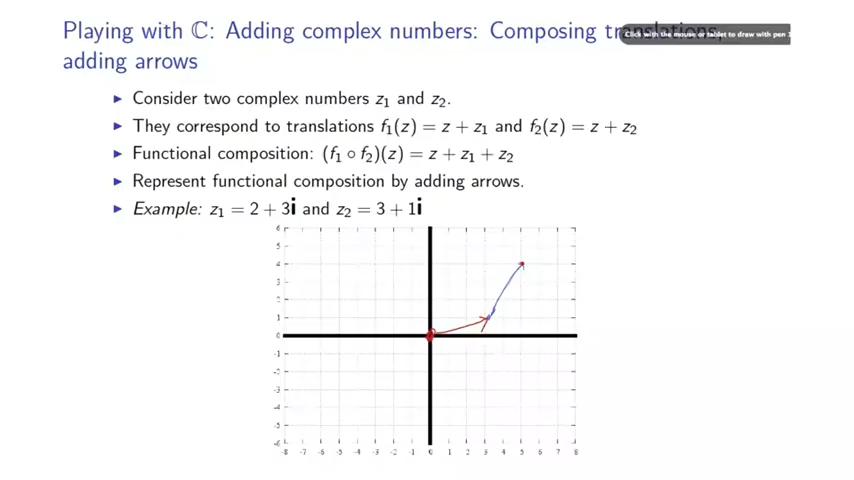 Playing with ℂ: Adding complex numbers: Composing translations,
Click with the mouse or tablet to draw with pen
adding arrows
► Consider two complex numbers z₁ and z₂.
► They correspond to translations f₁(z) = z + z₁ and f₂(z) = z + z₂
► Functional composition: (f₁ ∘ f₂)(z) = z + z₁ + z₂
► Represent functional composition by adding arrows.
► Example: z₁ = 2 + 3i and z₂ = 3 + 1i
6
5
4
3
2
1
0
-1
-2
-3
-4
-5
-6
-8 -7 -6 -5 -4 -3 -2 -1 0 1 2 3 4 5 6 7 8